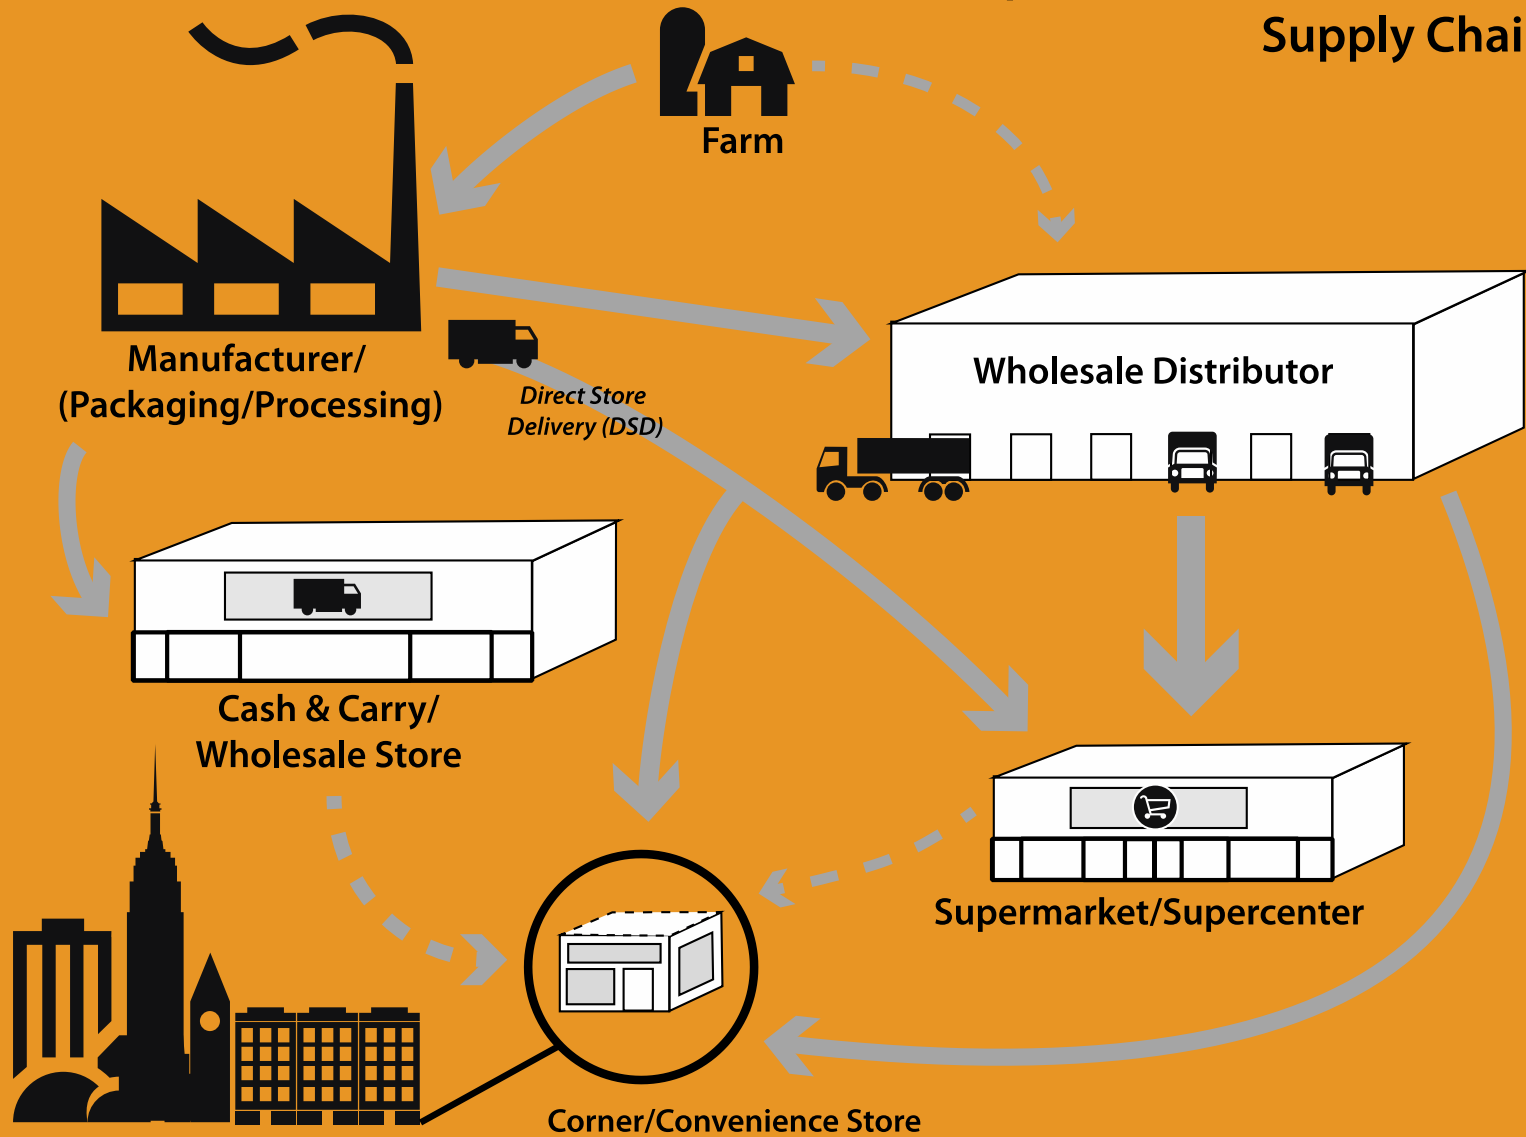 Supply Chai
Farm
Manufacturer/
(Packaging/Processing)
Direct Store
Delivery (DSD)
Wholesale Distributor
Cash & Carry/
Wholesale Store
Supermarket/Supercenter
Corner/Convenience Store